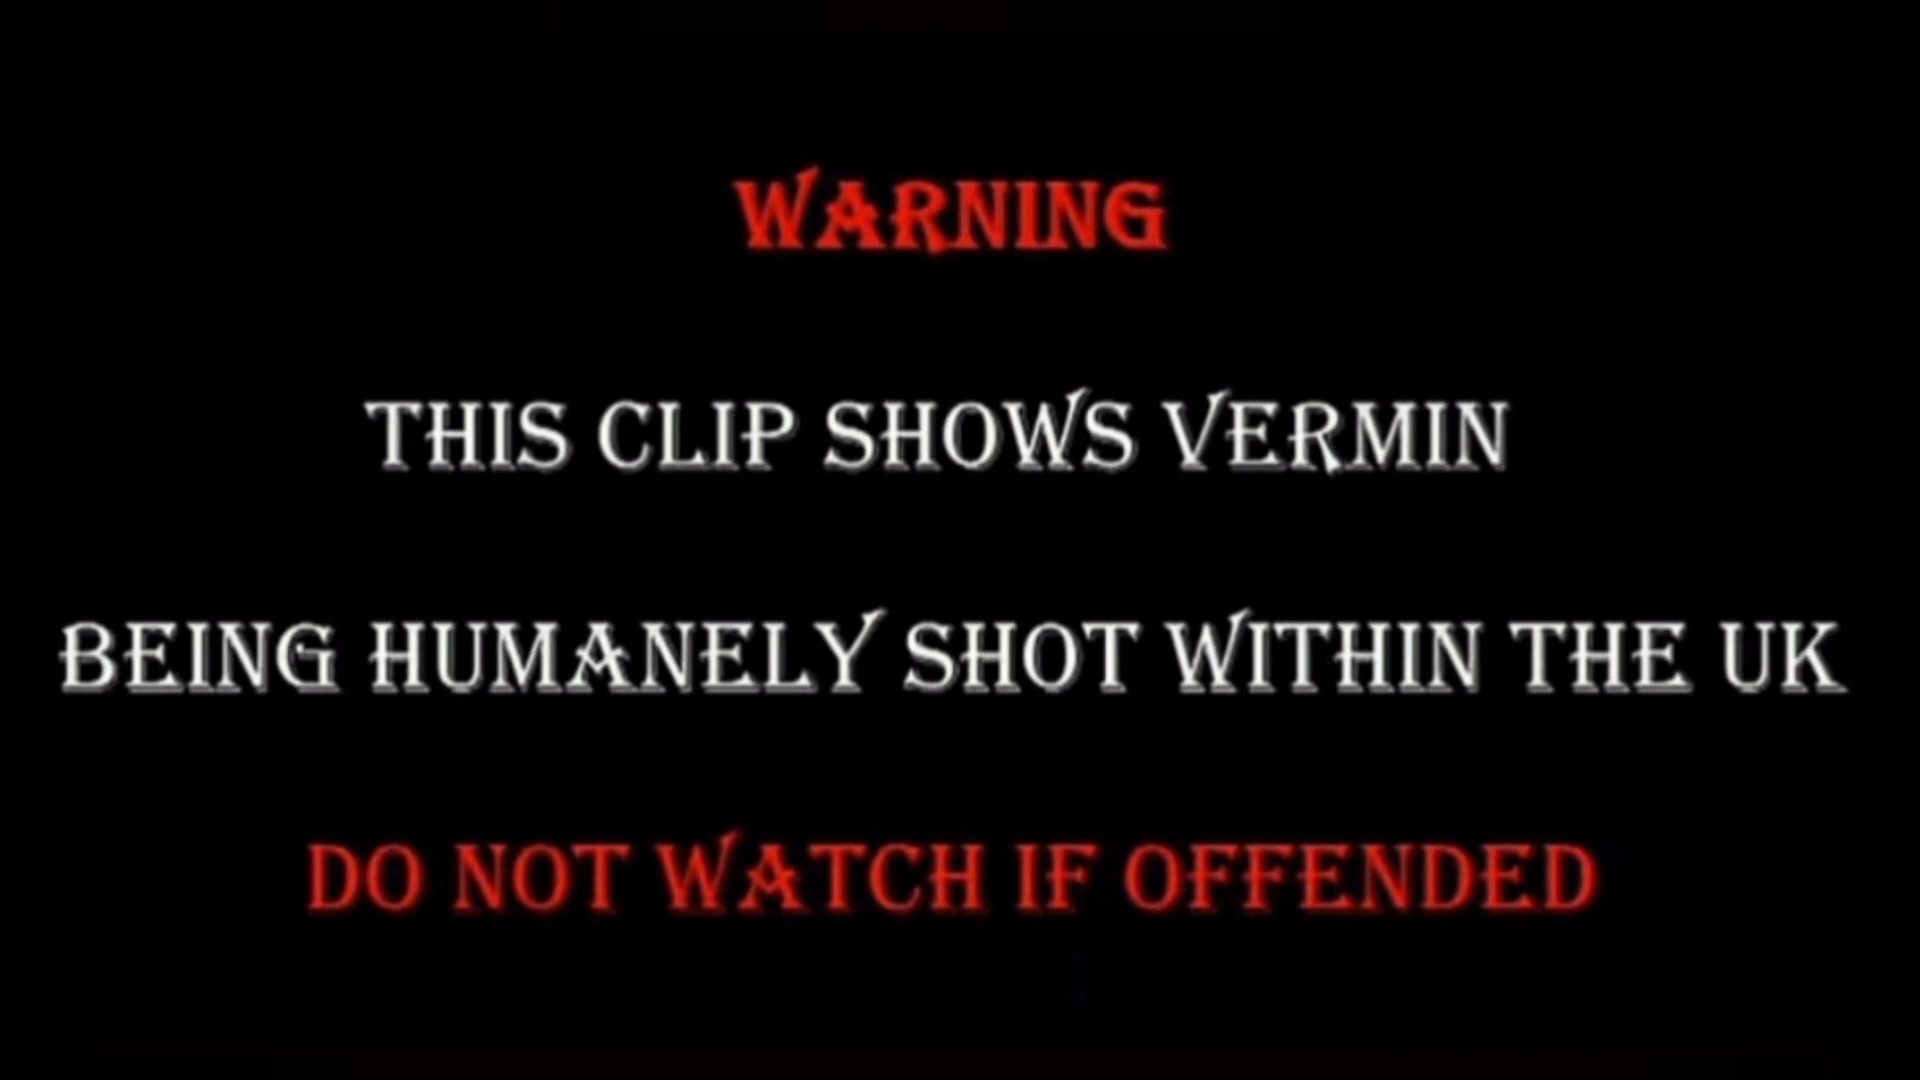 WARNING
THIS CLIP SHOWS VERMIN
BEING HUMANELY SHOT WITHIN THE UK
DO NOT WATCH IF OFFENDED